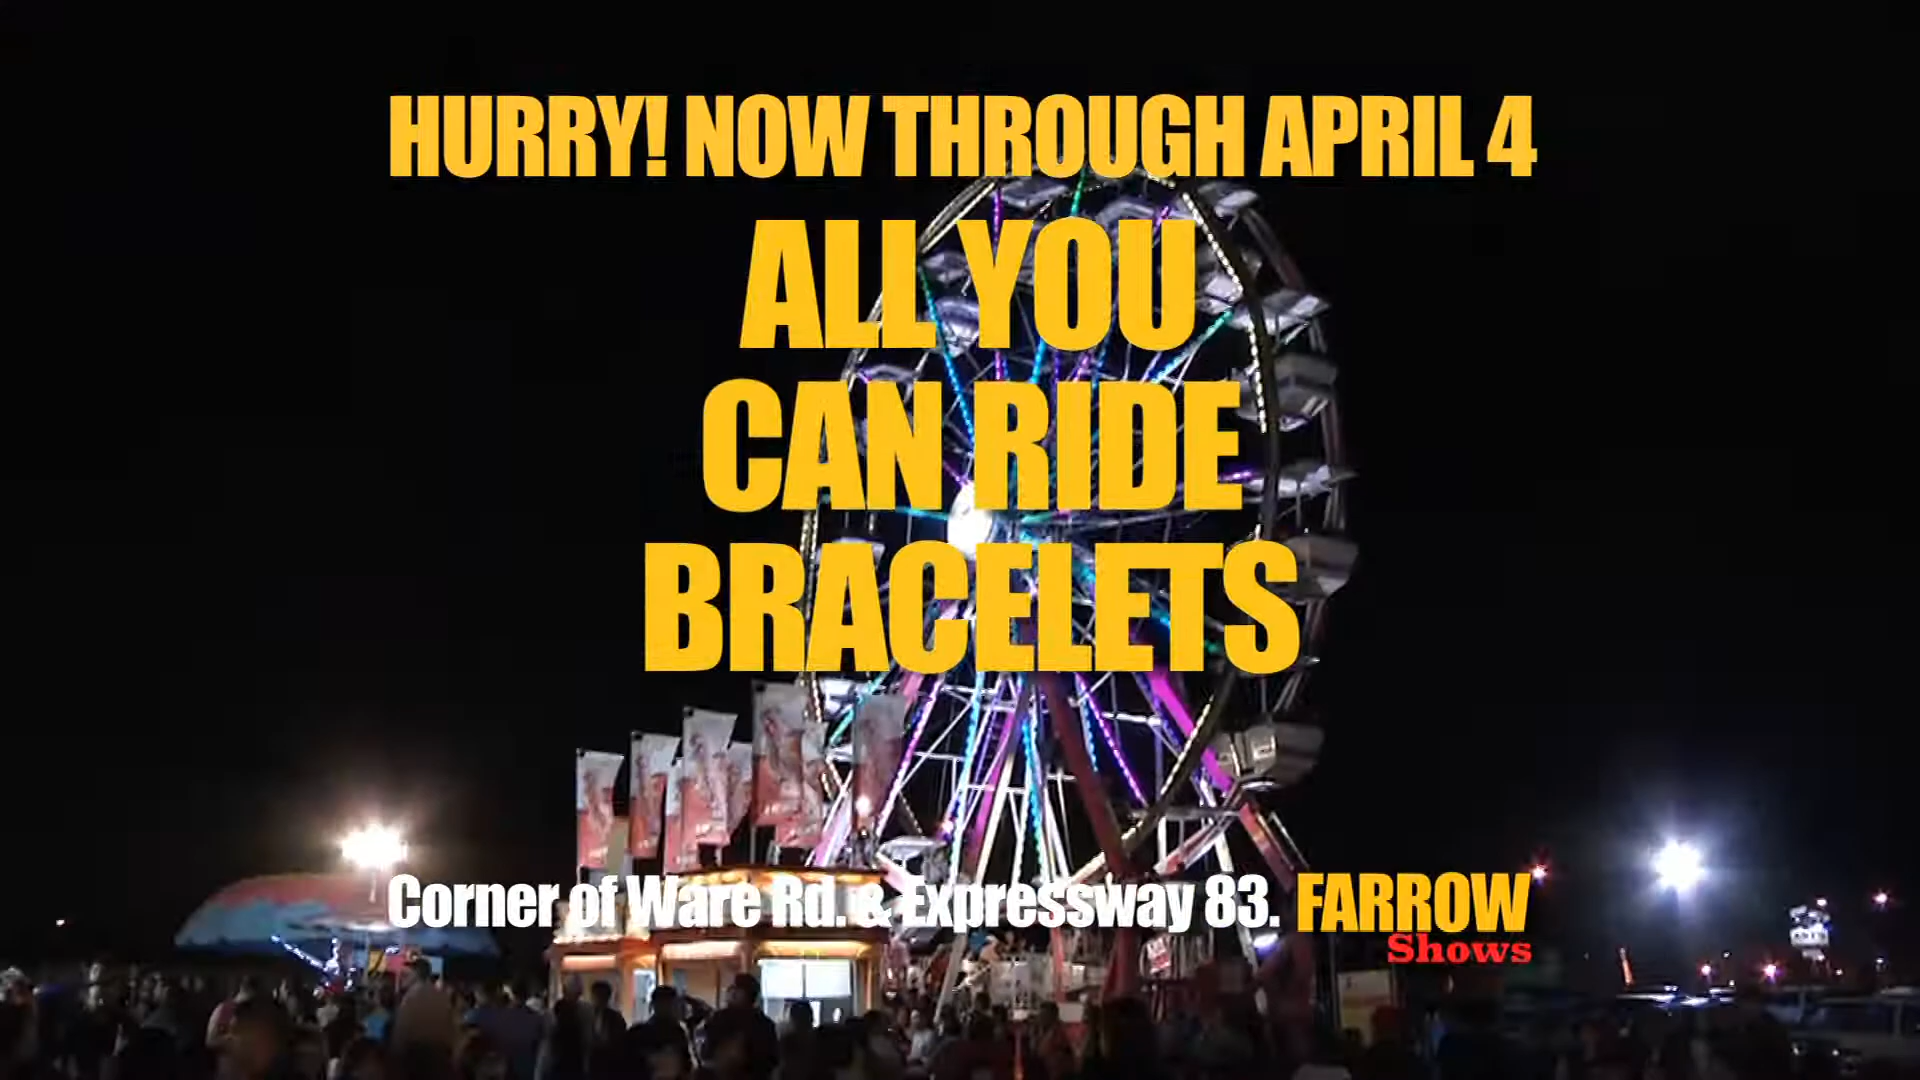 HURRY! NOW THROUGH APRIL 4
ALL YOU
CAN RIDE
BRACELETS
Corner of Ware Rd. & Expressway 83. FARROW
Shows